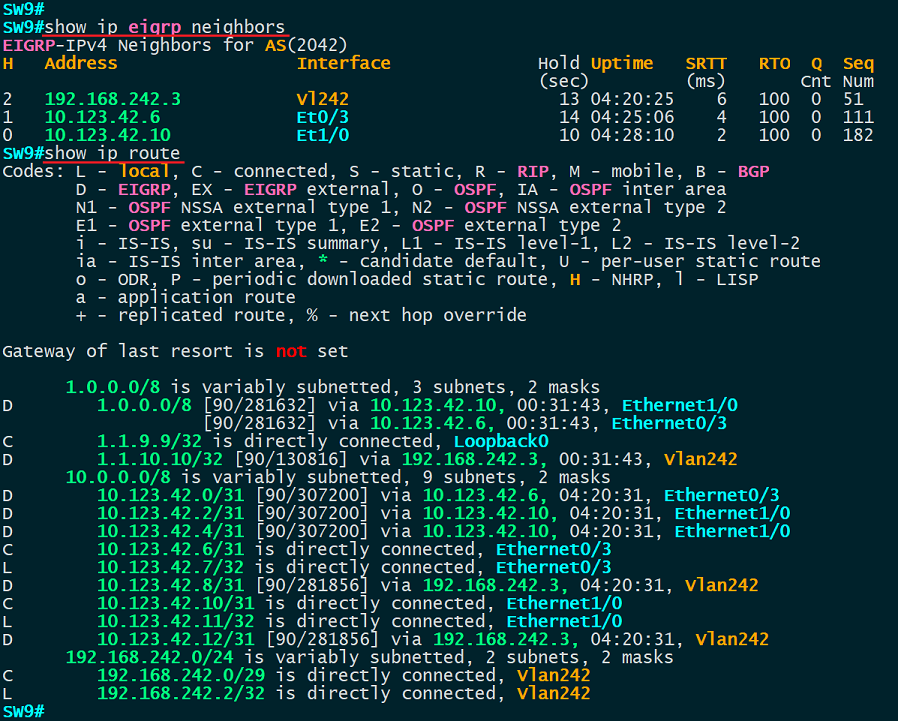 SW9#
SW9#show ip eigrp neighbors
EIGRP-IPv4 Neighbors for AS(2042)
H   Address                 Interface              Hold Uptime   SRTT   RTO  Q  Seq
                                                   (sec)         (ms)       Cnt Num
2   192.168.242.3           Vl242                    13 04:20:25    6   100  0  51
1   10.123.42.6             Et0/3                    14 04:25:06    4   100  0  111
0   10.123.42.10            Et1/0                    10 04:28:10    2   100  0  182
SW9#show ip route
Codes: L - local, C - connected, S - static, R - RIP, M - mobile, B - BGP
       D - EIGRP, EX - EIGRP external, O - OSPF, IA - OSPF inter area
       N1 - OSPF NSSA external type 1, N2 - OSPF NSSA external type 2
       E1 - OSPF external type 1, E2 - OSPF external type 2
       i - IS-IS, su - IS-IS summary, L1 - IS-IS level-1, L2 - IS-IS level-2
       ia - IS-IS inter area, * - candidate default, U - per-user static route
       o - ODR, P - periodic downloaded static route, H - NHRP, l - LISP
       a - application route
       + - replicated route, % - next hop override
Gateway of last resort is not set
      1.0.0.0/8 is variably subnetted, 3 subnets, 2 masks
D        1.0.0.0/8 [90/281632] via 10.123.42.10, 00:31:43, Ethernet1/0
                   [90/281632] via 10.123.42.6, 00:31:43, Ethernet0/3
C        1.1.9.9/32 is directly connected, Loopback0
D        1.1.10.10/32 [90/130816] via 192.168.242.3, 00:31:43, Vlan242
      10.0.0.0/8 is variably subnetted, 9 subnets, 2 masks
D        10.123.42.0/31 [90/307200] via 10.123.42.6, 04:20:31, Ethernet0/3
D        10.123.42.2/31 [90/307200] via 10.123.42.10, 04:20:31, Ethernet1/0
D        10.123.42.4/31 [90/307200] via 10.123.42.10, 04:20:31, Ethernet1/0
C        10.123.42.6/31 is directly connected, Ethernet0/3
L        10.123.42.7/32 is directly connected, Ethernet0/3
D        10.123.42.8/31 [90/281856] via 192.168.242.3, 04:20:31, Vlan242
C        10.123.42.10/31 is directly connected, Ethernet1/0
L        10.123.42.11/32 is directly connected, Ethernet1/0
D        10.123.42.12/31 [90/281856] via 192.168.242.3, 04:20:31, Vlan242
      192.168.242.0/24 is variably subnetted, 2 subnets, 2 masks
C        192.168.242.0/29 is directly connected, Vlan242
L        192.168.242.2/32 is directly connected, Vlan242
SW9#